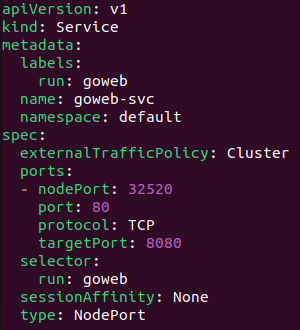 apiVersion: v1
kind: Service
metadata:
  labels:
    run: goweb
  name: goweb-svc
  namespace: default
spec:
  externalTrafficPolicy: Cluster
  ports:
  - nodePort: 32520
    port: 80
    protocol: TCP
    targetPort: 8080
  selector:
    run: goweb
  sessionAffinity: None
  type: NodePort